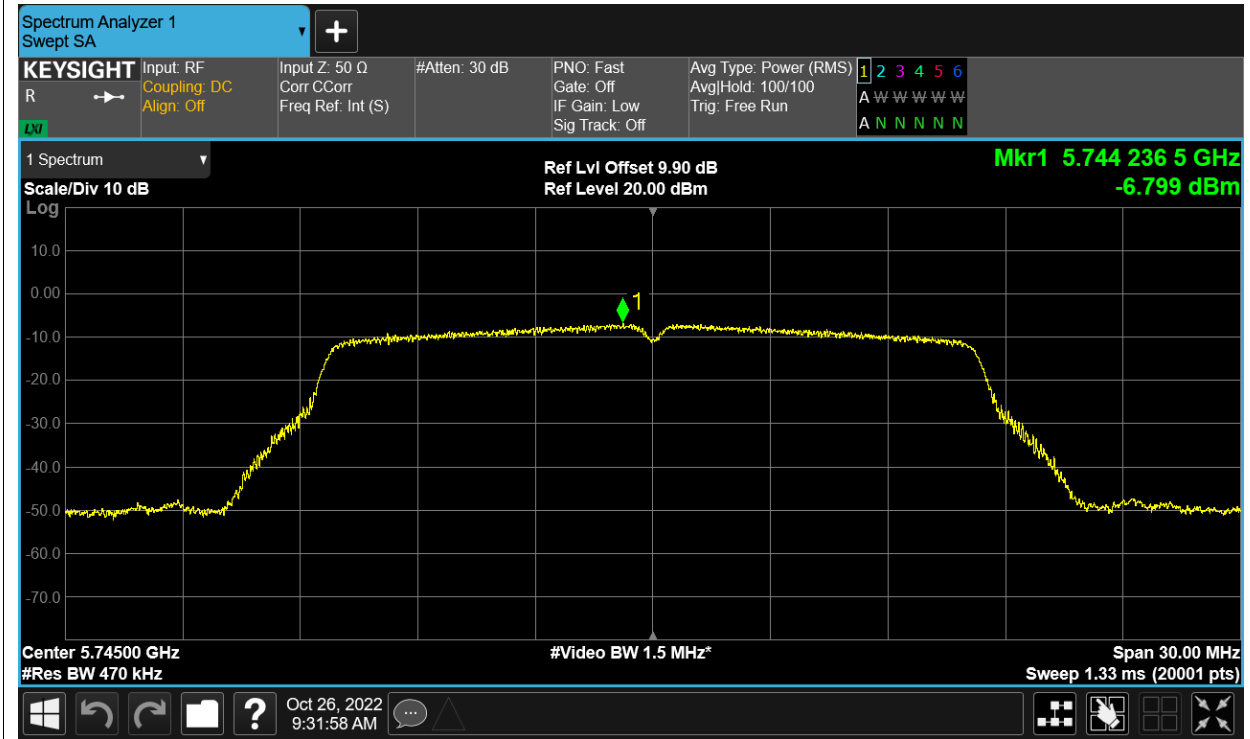 Spectrum Analyzer 1
Swept SA
KEYSIGHT
R
LXI
Input: RF
Coupling: DC
Align: Off
Input Z: 50 Ω
Corr CCorr
Freq Ref: Int (S)
#Atten: 30 dB
PNO: Fast
Gate: Off
IF Gain: Low
Sig Track: Off
Avg Type: Power (RMS)
Avg|Hold: 100/100
Trig: Free Run
1 2 3 4 5 6
A W W W W W
A N N N N N
1 Spectrum
Scale/Div 10 dB
Log
Ref Lvl Offset 9.90 dB
Ref Level 20.00 dBm
Mkr1 5.744 236 5 GHz
-6.799 dBm
10.0
0.00
-10.0
-20.0
-30.0
-40.0
-50.0
-60.0
-70.0
1
Center 5.74500 GHz
#Res BW 470 kHz
#Video BW 1.5 MHz*
Span 30.00 MHz
Sweep 1.33 ms (20001 pts)
?
Oct 26, 2022
9:31:58 AM